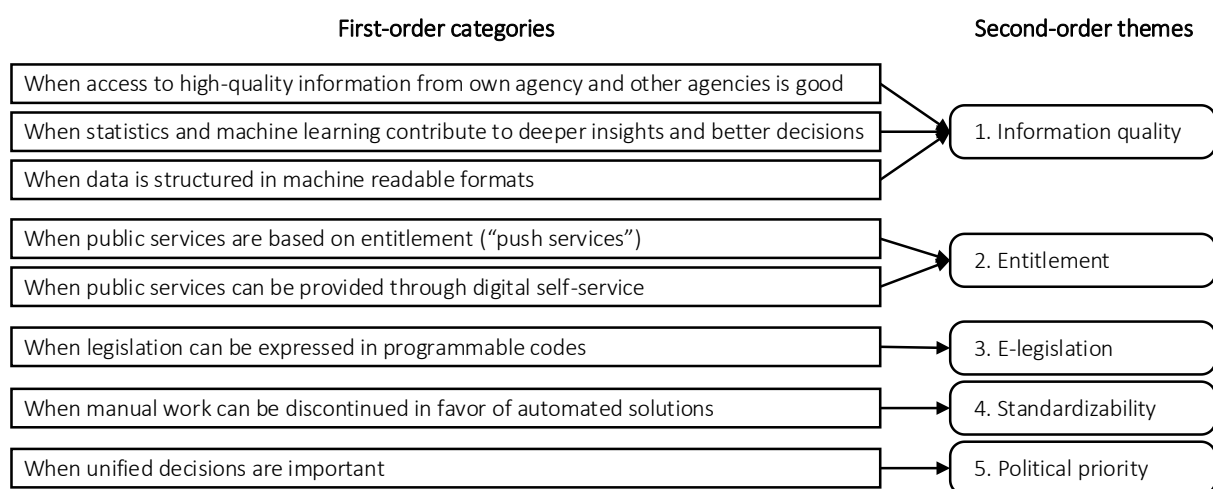 First-order categories
Second-order themes
When access to high-quality information from own agency and other agencies is good
When statistics and machine learning contribute to deeper insights and better decisions
1. Information quality
When data is structured in machine readable formats
When public services are based on entitlement (“push services”)
2. Entitlement
When public services can be provided through digital self-service
When legislation can be expressed in programmable codes
3. E-legislation
When manual work can be discontinued in favor of automated solutions
4. Standardizability
When unified decisions are important
5. Political priority